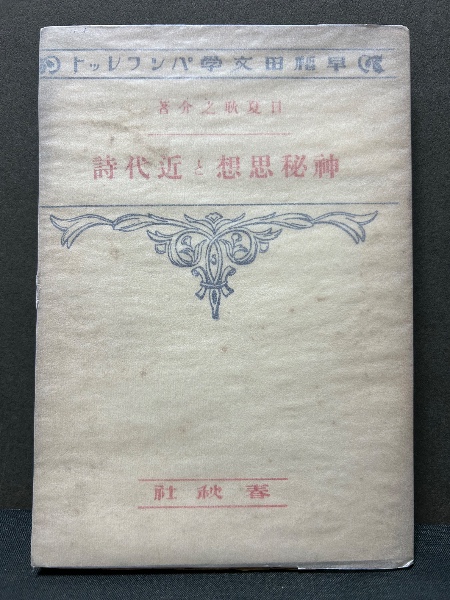 早稲田文学パンフレット
日夏耿之介著
神秘思想と近代詩
春秋社